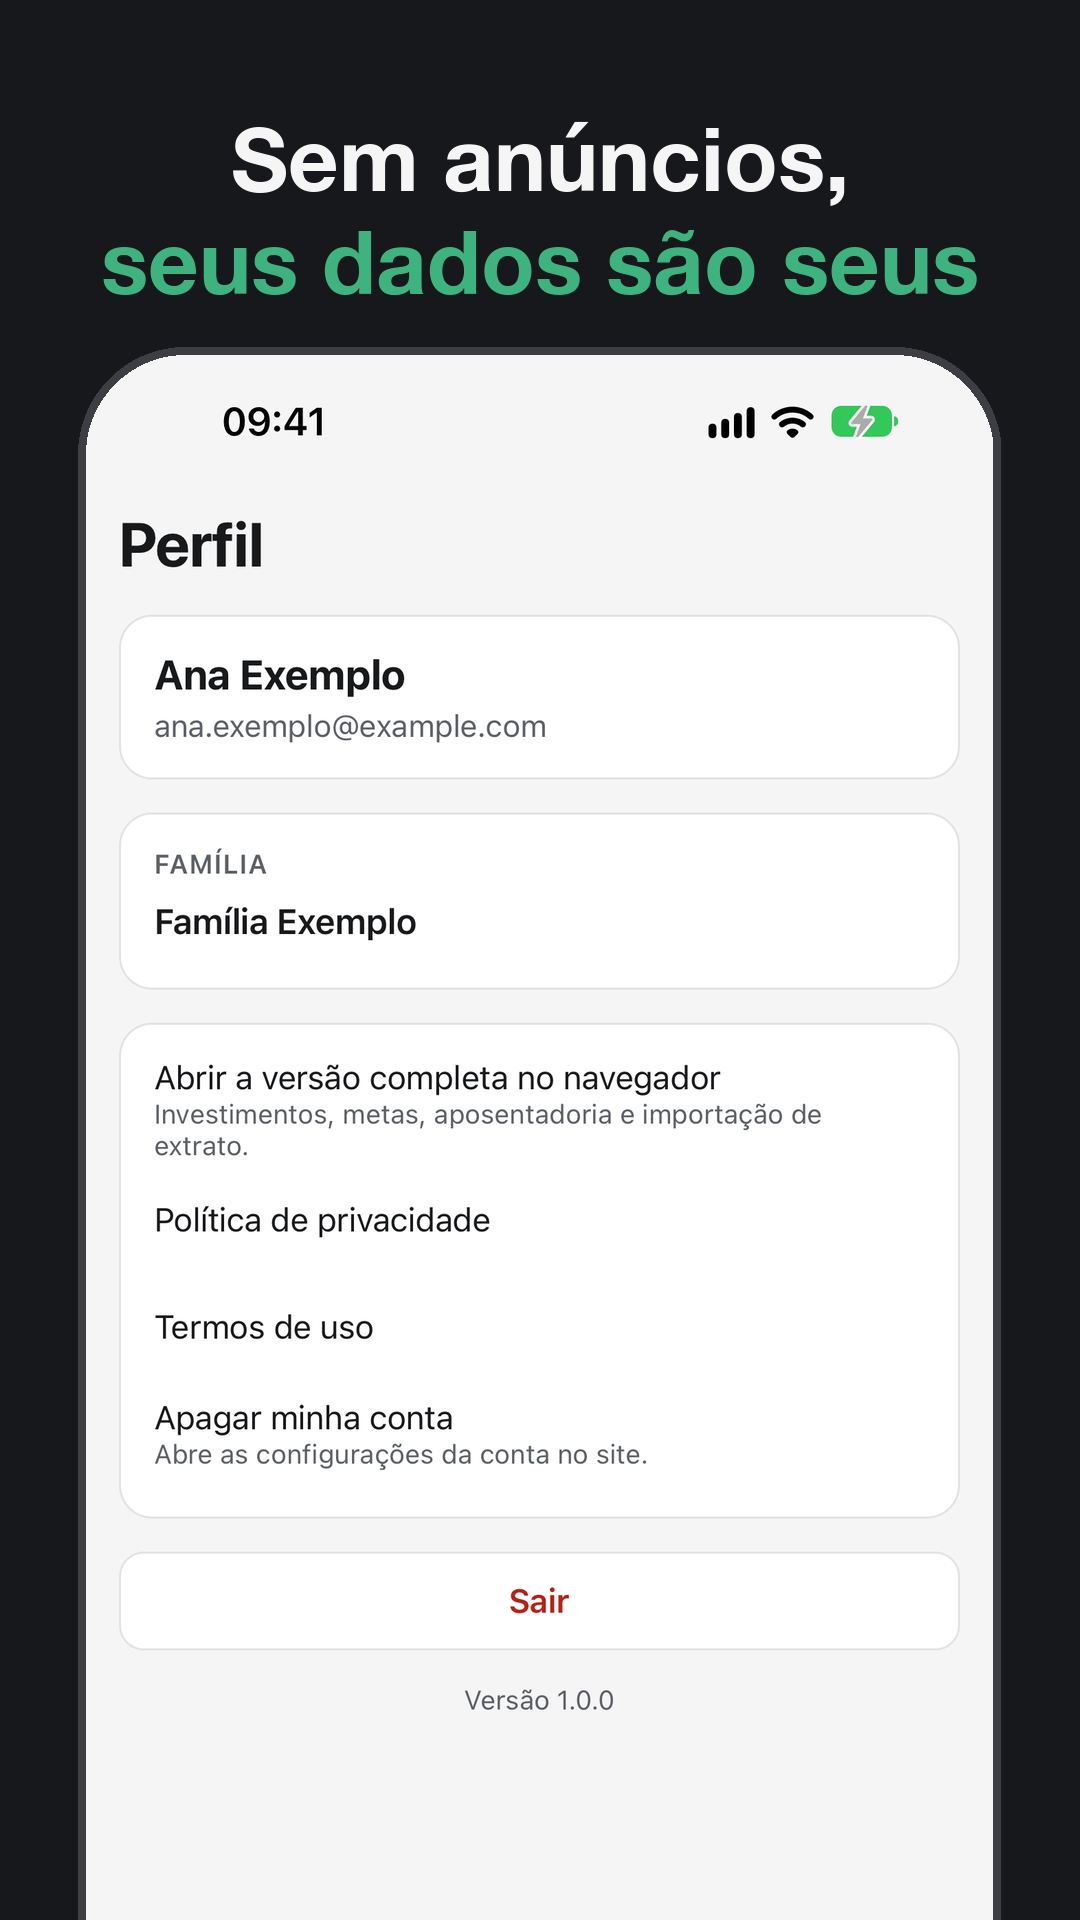 Sem anúncios,
seus dados são seus
09:41
Perfil
Ana Exemplo
ana.exemplo@example.com
FAMÍLIA
Família Exemplo
Abrir a versão completa no navegador
Investimentos, metas, aposentadoria e importação de
extrato.
Política de privacidade
Termos de uso
Apagar minha conta
Abre as configurações da conta no site.
Sair
Versão 1.0.0